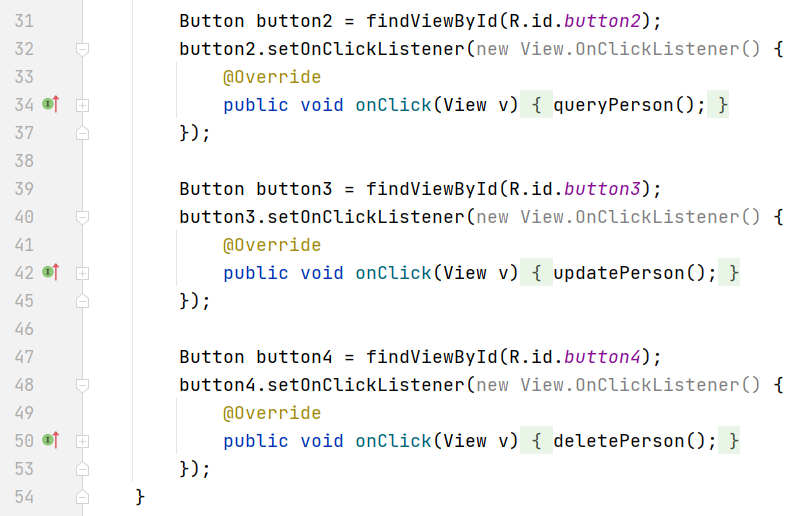 31 Button button2 = findViewById(R.id.button2);
32 button2.setOnClickListener(new View.OnClickListener() {
33 @Override
34 public void onClick(View v) { queryPerson(); }
37 });
38
39 Button button3 = findViewById(R.id.button3);
40 button3.setOnClickListener(new View.OnClickListener() {
41 @Override
42 public void onClick(View v) { updatePerson(); }
45 });
46
47 Button button4 = findViewById(R.id.button4);
48 button4.setOnClickListener(new View.OnClickListener() {
49 @Override
50 public void onClick(View v) { deletePerson(); }
53 });
54 }